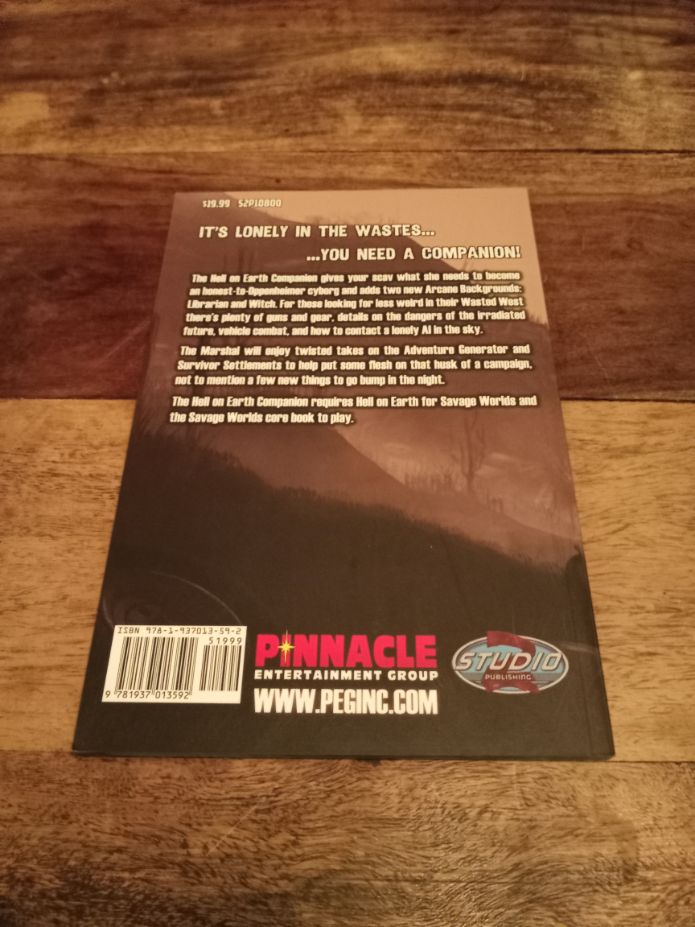 $19.99 S2P10800
IT'S LONELY IN THE WASTES...
...YOU NEED A COMPANION!
The Hell on Earth Companion gives your scav what she needs to become
an honest-to-Oppenheimer cyborg and adds two new Arcane Backgrounds:
Librarian and Witch. For those looking for less weird in their Wasted West
there's plenty of guns and gear, details on the dangers of the irradiated
future, vehicle combat, and how to contact a lonely AI in the sky.
The Marshal will enjoy twisted takes on the Adventure Generator and
Survivor Settlements to help put some flesh on that husk of a campaign,
not to mention a few new things to go bump in the night.
The Hell on Earth Companion requires Hell on Earth for Savage Worlds and
the Savage Worlds core book to play.
ISBN 978-1-937013-59-2
51999
9 781937 013592
PINNACLE
ENTERTAINMENT GROUP
WWW.PEGINC.COM
STUDIO
2
PUBLISHING